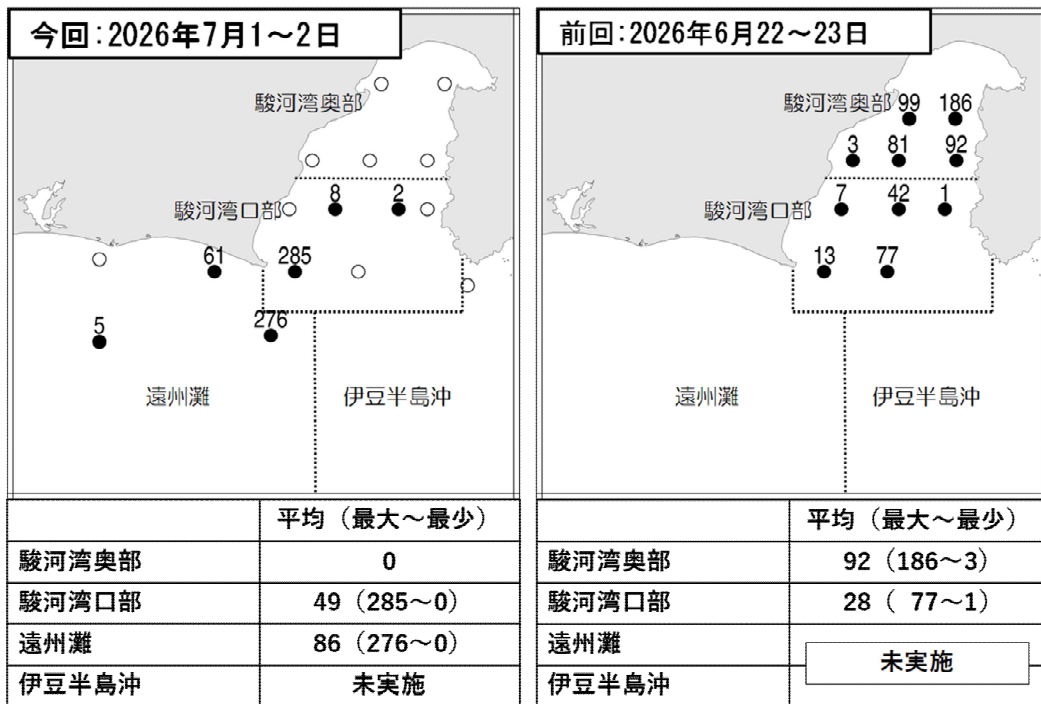 今回:2026年7月1～2日
駿河湾奥部
8
2
駿河湾口部
61
285
276
5
遠州灘
伊豆半島沖
平均（最大～最少）
駿河湾奥部 0
駿河湾口部 49（285～0）
遠州灘 86（276～0）
伊豆半島沖 未実施
前回:2026年6月22～23日
駿河湾奥部
99
186
3
81
92
7
42
1
駿河湾口部
13
77
遠州灘
伊豆半島沖
平均（最大～最少）
駿河湾奥部 92（186～3）
駿河湾口部 28（ 77～1）
遠州灘
未実施
伊豆半島沖